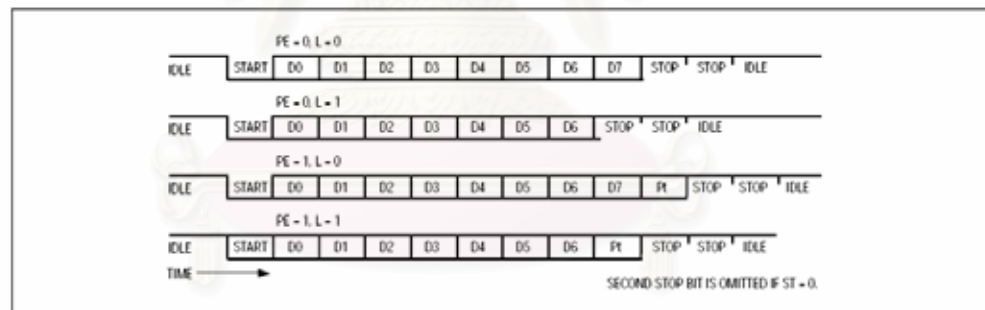 PE = 0, L = 0
IDLE START D0 D1 D2 D3 D4 D5 D6 D7 STOP STOP IDLE
PE = 0, L = 1
IDLE START D0 D1 D2 D3 D4 D5 D6 STOP STOP IDLE
PE = 1, L = 0
IDLE START D0 D1 D2 D3 D4 D5 D6 D7 Pt STOP STOP IDLE
PE = 1, L = 1
IDLE START D0 D1 D2 D3 D4 D5 D6 Pt STOP STOP IDLE
TIME
SECOND STOP BIT IS OMITTED IF ST = 0.